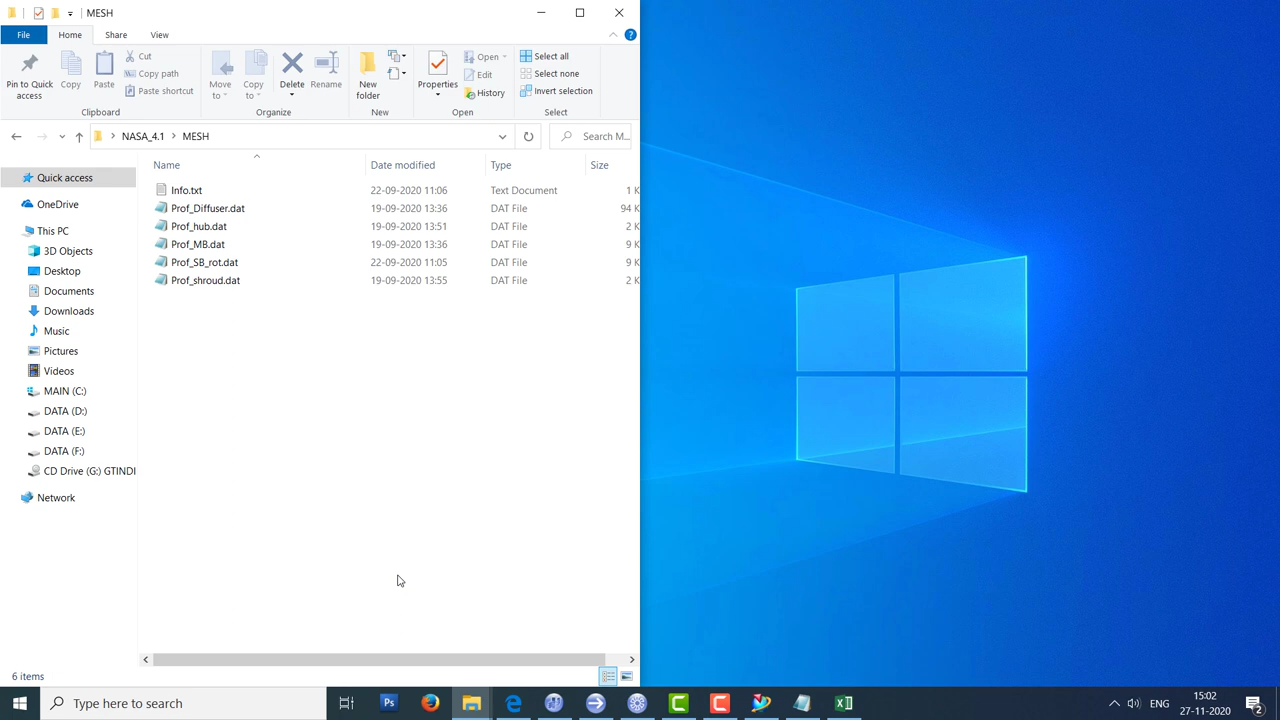 MESH
File Home Share View
Pin to Quick access
Copy
Paste
Cut
Copy path
Paste shortcut
Clipboard
Move to
Copy to
Delete
Rename
Organize
New folder
New
Properties
Open
Edit
History
Open
Select all
Select none
Invert selection
Select
NASA_4.1 MESH
Search M...
Name Date modified Type Size
Info.txt 22-09-2020 11:06 Text Document 1 K
Prof_Diffuser.dat 19-09-2020 13:36 DAT File 94 K
Prof_hub.dat 19-09-2020 13:51 DAT File 2 K
Prof_MB.dat 19-09-2020 13:36 DAT File 9 K
Prof_SB_rot.dat 22-09-2020 11:05 DAT File 9 K
Prof_shroud.dat 19-09-2020 13:55 DAT File 2 K
Quick access
OneDrive
This PC
3D Objects
Desktop
Documents
Downloads
Music
Pictures
Videos
MAIN (C:)
DATA (D:)
DATA (E:)
DATA (F:)
CD Drive (G:) GTINDI
Network
6 items
Type here to search
Ps
ENG
15:02
27-11-2020
2